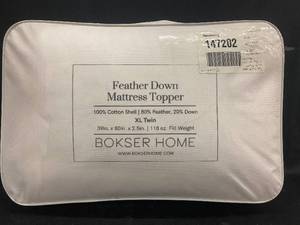 147202
Feather Down
Mattress Topper
100% Cotton Shell | 80% Feather, 20% Down
XL Twin
39in. x 80in. x 2.5in. | 118 oz. Fill Weight
BOKSER HOME
WWW.BOKSERHOME.COM